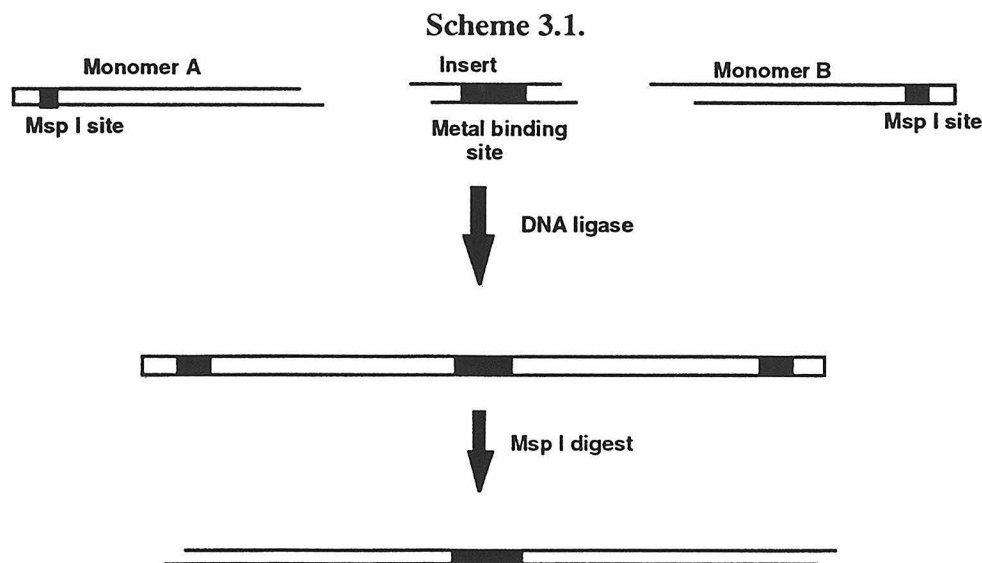 Scheme 3.1.
Monomer A
Insert
Monomer B
Msp I site
Metal binding
site
Msp I site
DNA ligase
Msp I digest